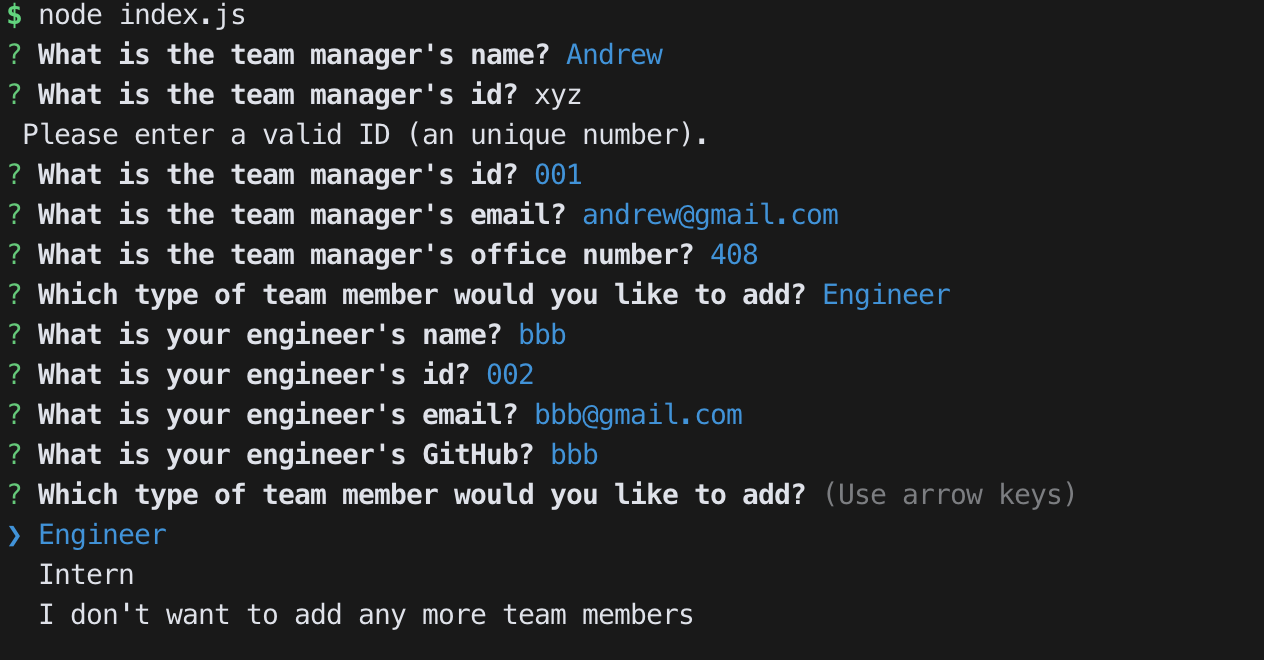 $ node index.js
? What is the team manager's name? Andrew
? What is the team manager's id? xyz
Please enter a valid ID (an unique number).
? What is the team manager's id? 001
? What is the team manager's email? andrew@gmail.com
? What is the team manager's office number? 408
? Which type of team member would you like to add? Engineer
? What is your engineer's name? bbb
? What is your engineer's id? 002
? What is your engineer's email? bbb@gmail.com
? What is your engineer's GitHub? bbb
? Which type of team member would you like to add? (Use arrow keys)
❯ Engineer
Intern
I don't want to add any more team members